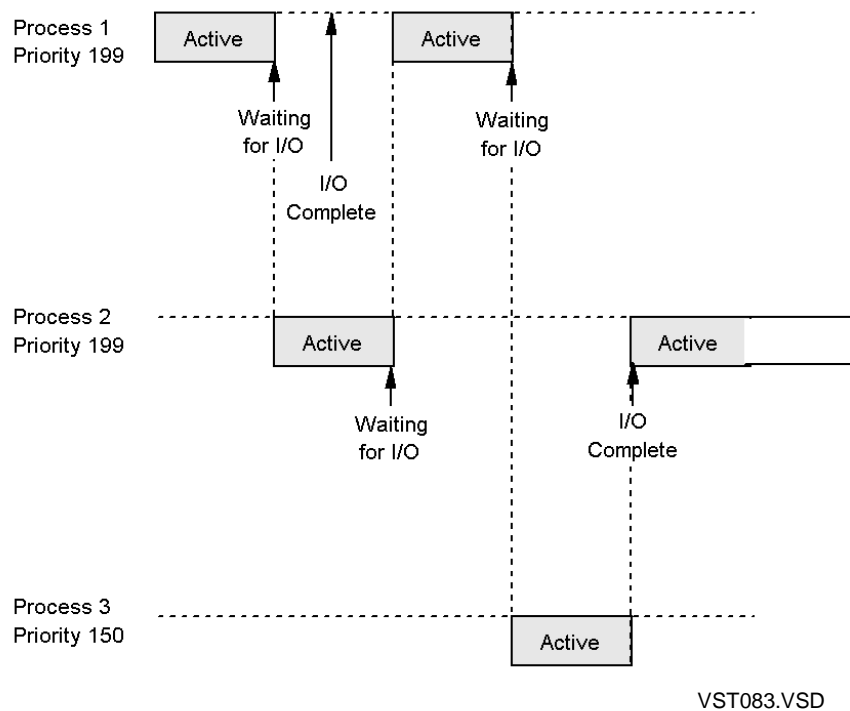 Process 1
Priority 199
Active
Active
Waiting
for I/O
I/O
Complete
Waiting
for I/O
Process 2
Priority 199
Active
Active
Waiting
for I/O
I/O
Complete
Process 3
Priority 150
Active
VST083.VSD